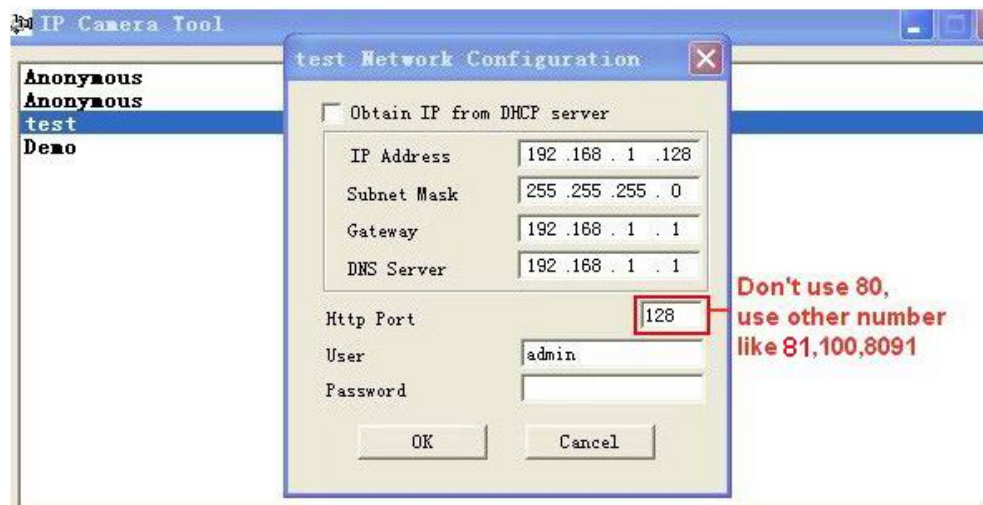 IP Camera Tool
Anonymous
Anonymous
test
Demo
test Network Configuration
Obtain IP from DHCP server
IP Address 192 .168 . 1 .128
Subnet Mask 255 .255 .255 . 0
Gateway 192 .168 . 1 . 1
DNS Server 192 .168 . 1 . 1
Http Port 128
User admin
Password
OK Cancel
Don't use 80,
use other number
like 81,100,8091